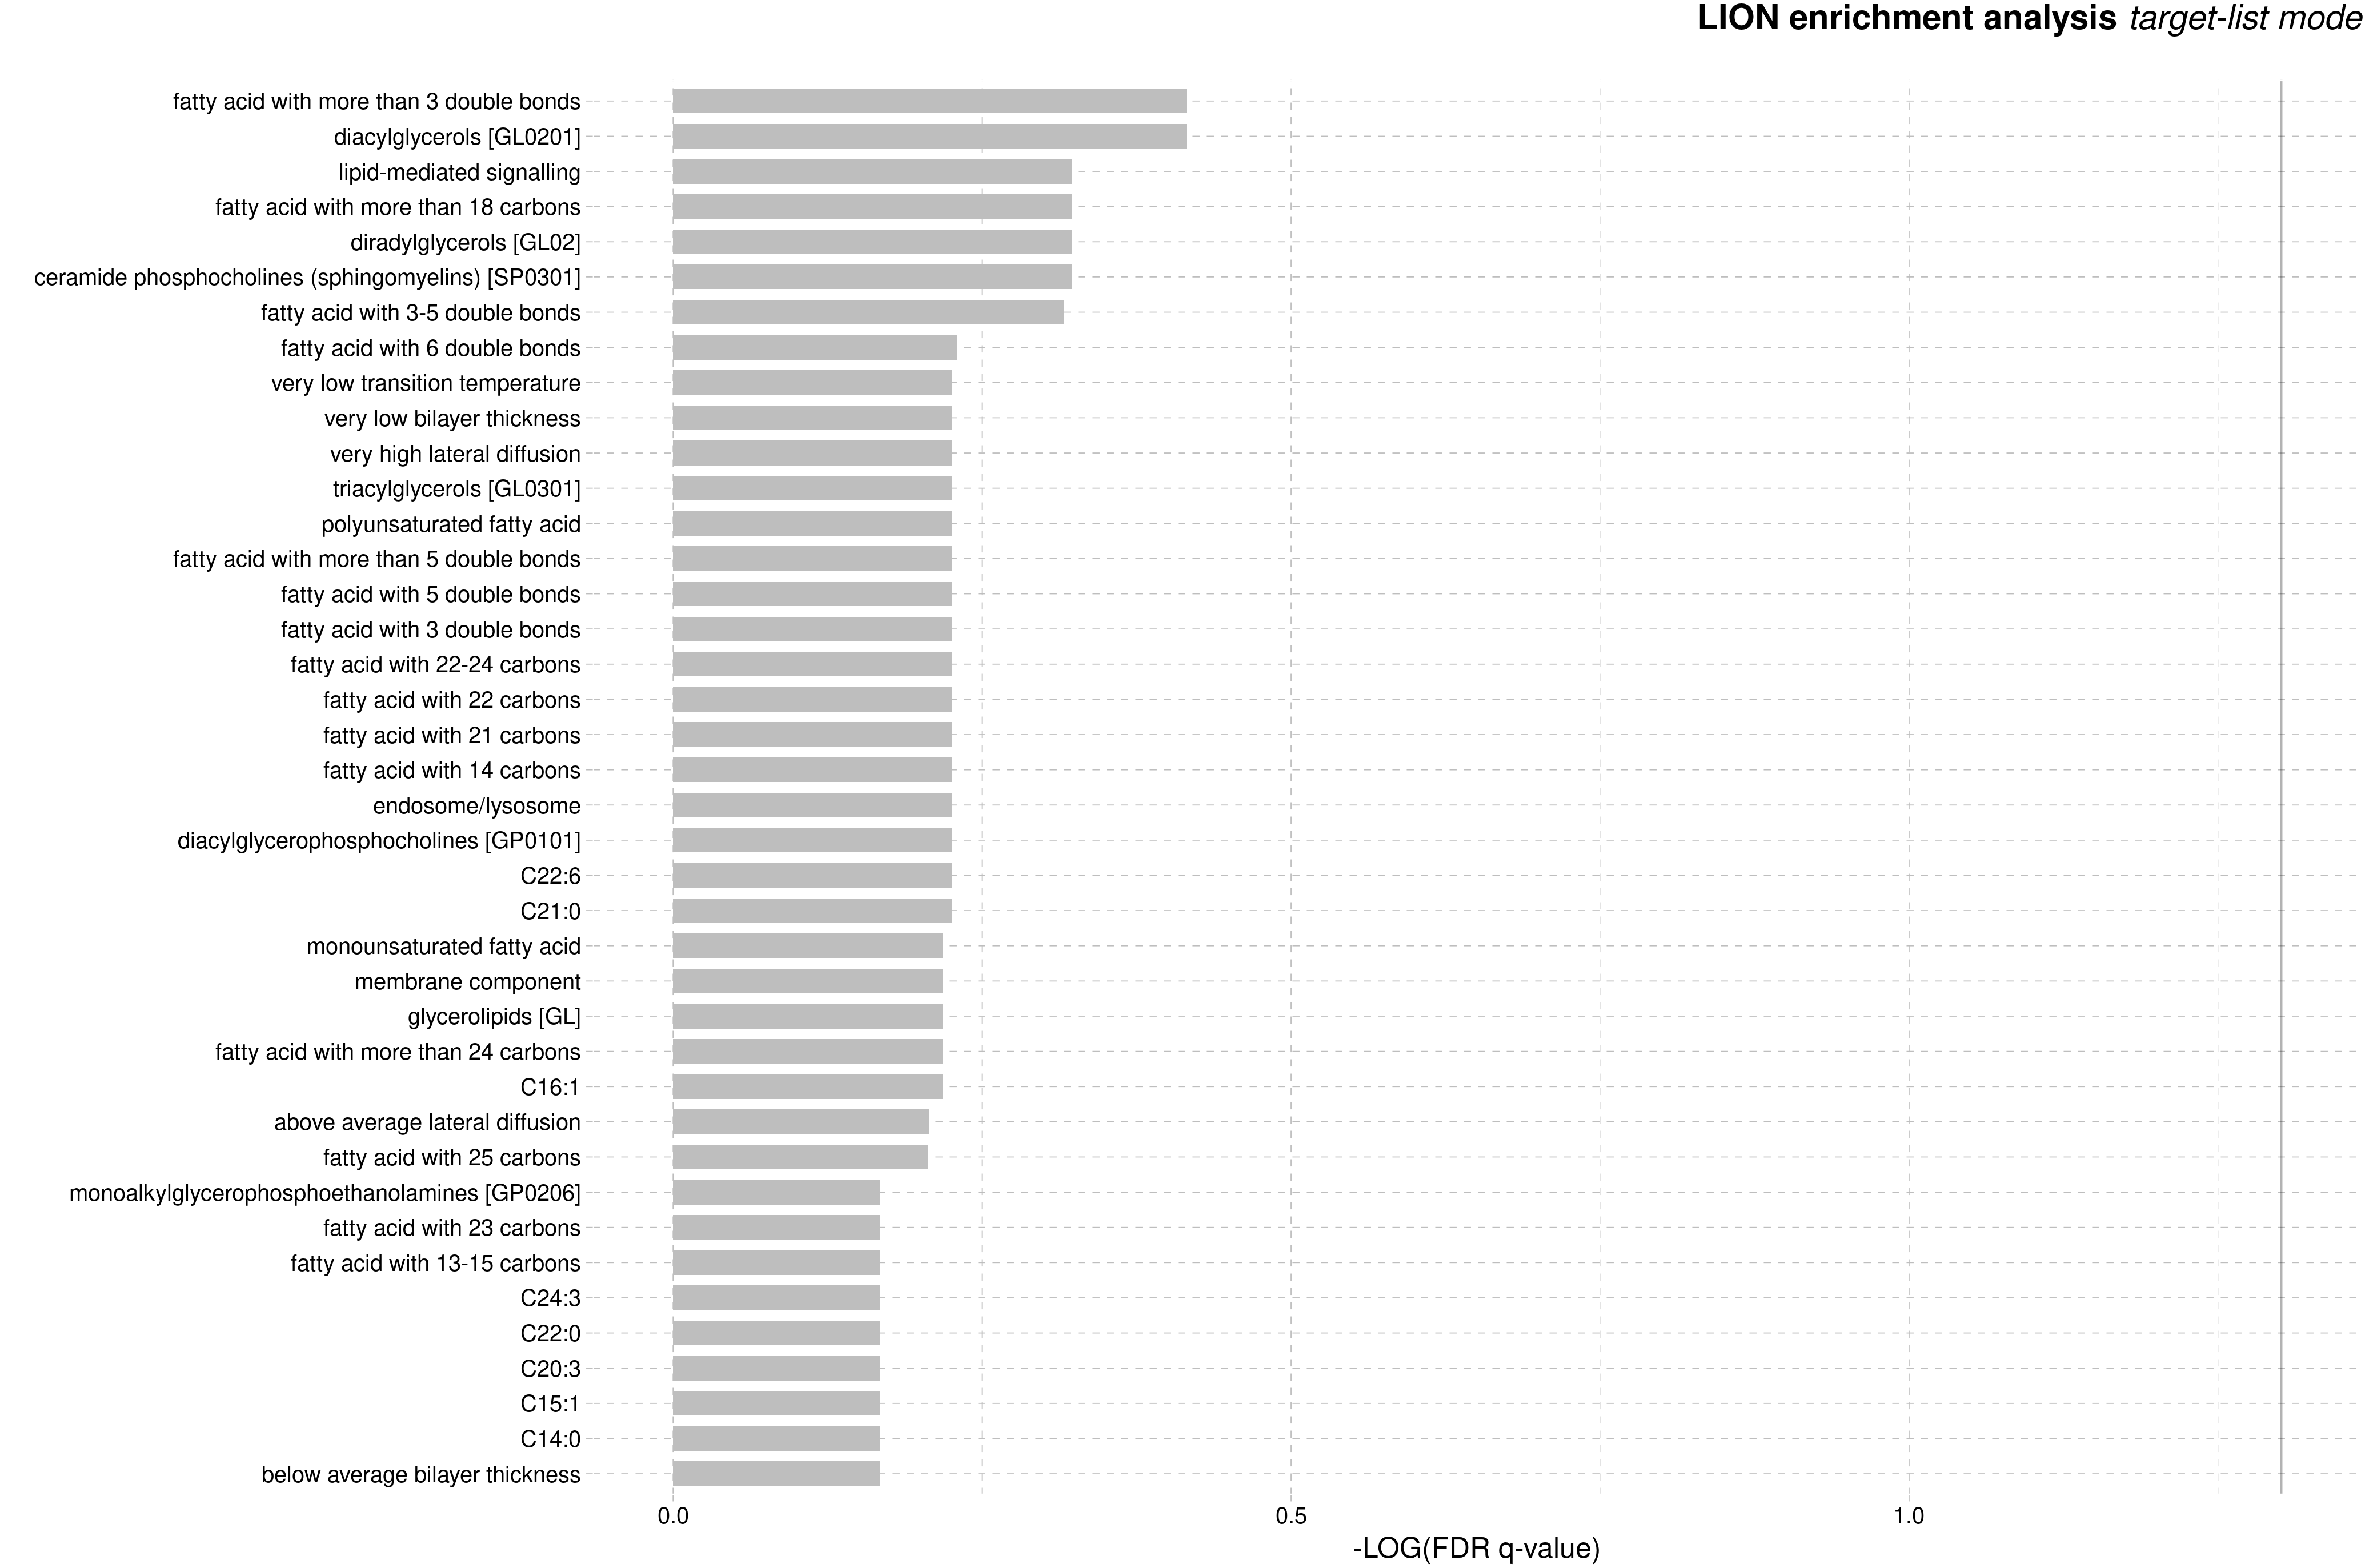 LION enrichment analysis target-list mode
fatty acid with more than 3 double bonds
diacylglycerols [GL0201]
lipid-mediated signalling
fatty acid with more than 18 carbons
diradylglycerols [GL02]
ceramide phosphocholines (sphingomyelins) [SP0301]
fatty acid with 3-5 double bonds
fatty acid with 6 double bonds
very low transition temperature
very low bilayer thickness
very high lateral diffusion
triacylglycerols [GL0301]
polyunsaturated fatty acid
fatty acid with more than 5 double bonds
fatty acid with 5 double bonds
fatty acid with 3 double bonds
fatty acid with 22-24 carbons
fatty acid with 22 carbons
fatty acid with 21 carbons
fatty acid with 14 carbons
endosome/lysosome
diacylglycerophosphocholines [GP0101]
C22:6
C21:0
monounsaturated fatty acid
membrane component
glycerolipids [GL]
fatty acid with more than 24 carbons
C16:1
above average lateral diffusion
fatty acid with 25 carbons
monoalkylglycerophosphoethanolamines [GP0206]
fatty acid with 23 carbons
fatty acid with 13-15 carbons
C24:3
C22:0
C20:3
C15:1
C14:0
below average bilayer thickness
0.0 0.5 1.0
-LOG(FDR q-value)